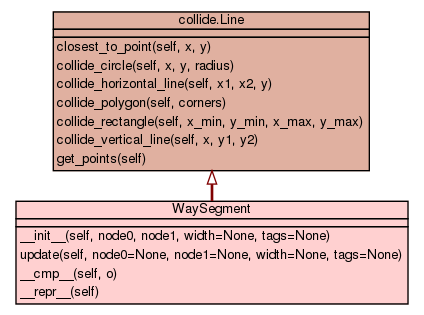 collide.Line
closest_to_point(self, x, y)
collide_circle(self, x, y, radius)
collide_horizontal_line(self, x1, x2, y)
collide_polygon(self, corners)
collide_rectangle(self, x_min, y_min, x_max, y_max)
collide_vertical_line(self, x, y1, y2)
get_points(self)
WaySegment
__init__(self, node0, node1, width=None, tags=None)
update(self, node0=None, node1=None, width=None, tags=None)
__cmp__(self, o)
__repr__(self)